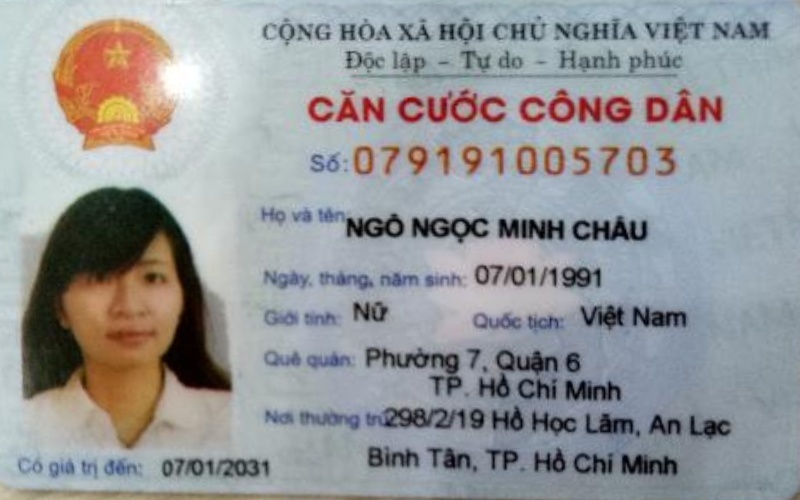 CỘNG HÒA XÃ HỘI CHỦ NGHĨA VIỆT NAM
Độc lập – Tự do – Hạnh phúc
CĂN CƯỚC CÔNG DÂN
Số: 079191005703
Họ và tên: NGÔ NGỌC MINH CHÂU
Ngày, tháng, năm sinh: 07/01/1991
Giới tính: Nữ Quốc tịch: Việt Nam
Quê quán: Phường 7, Quận 6
TP. Hồ Chí Minh
Nơi thường trú: 298/2/19 Hồ Học Lãm, An Lạc
Bình Tân, TP. Hồ Chí Minh
Có giá trị đến: 07/01/2031